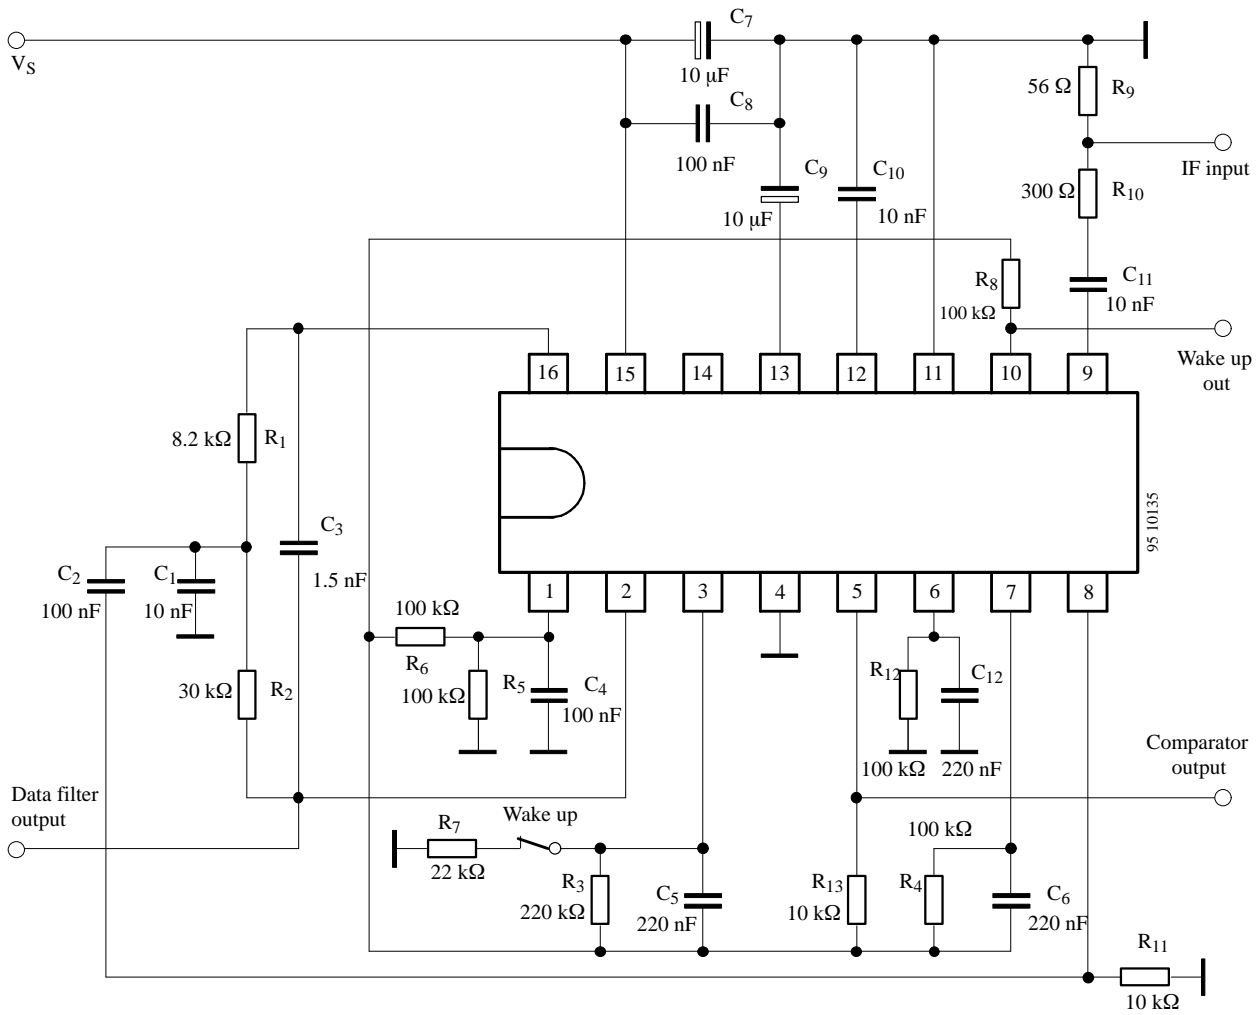 C7
VS
10 µF
C8
56 Ω
R9
100 nF
C9
C10
IF input
300 Ω
R10
10 µF
10 nF
R8
C11
100 kΩ
10 nF
16
15
14
13
12
11
10
9
Wake up
out
8.2 kΩ
R1
C3
95 10135
C2
C1
1.5 nF
100 nF
10 nF
1
2
3
4
5
6
7
8
100 kΩ
R6
R5
C4
R12
C12
30 kΩ
R2
100 kΩ
100 nF
Comparator
output
100 kΩ
220 nF
Data filter
output
Wake up
R7
100 kΩ
22 kΩ
R3
C5
R13
R4
C6
220 kΩ
220 nF
10 kΩ
220 nF
R11
10 kΩ